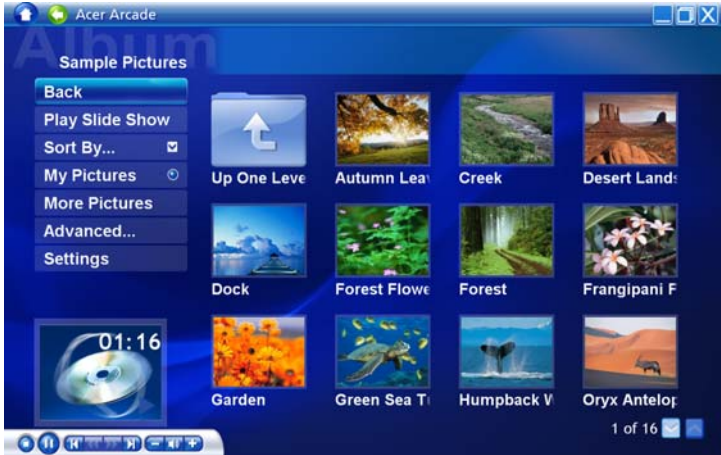 Acer Arcade
Album
Sample Pictures
Back
Play Slide Show
Sort By...
My Pictures
More Pictures
Advanced...
Settings
Up One Leve
Autumn Lea
Creek
Desert Lands
Dock
Forest Flowe
Forest
Frangipani F
Garden
Green Sea T
Humpback W
Oryx Antelop
01:16
1 of 16